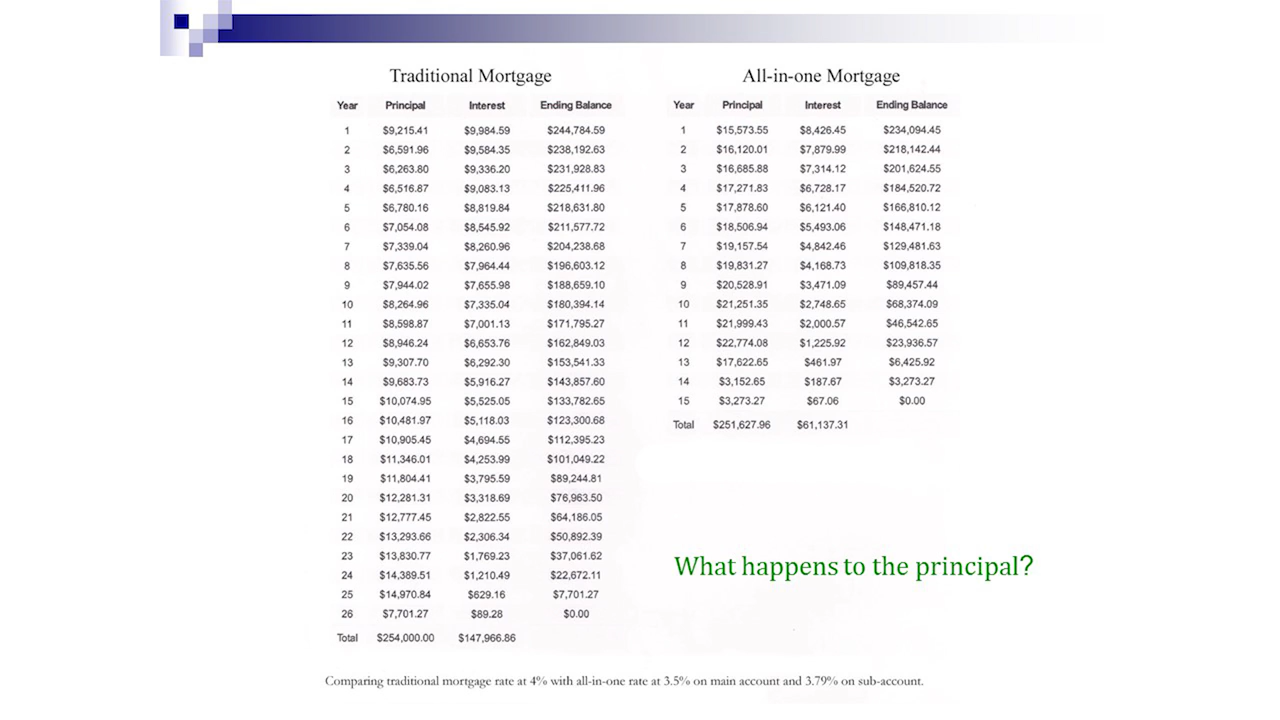 Traditional Mortgage
Year Principal Interest Ending Balance
1 $9,215.41 $9,984.59 $244,784.59
2 $6,591.96 $9,584.35 $238,192.63
3 $6,263.80 $9,336.20 $231,928.83
4 $6,516.87 $9,083.13 $225,411.96
5 $6,780.16 $8,819.84 $218,631.80
6 $7,054.08 $8,545.92 $211,577.72
7 $7,339.04 $8,260.96 $204,238.68
8 $7,635.56 $7,964.44 $196,603.12
9 $7,944.02 $7,655.98 $188,659.10
10 $8,264.96 $7,335.04 $180,394.14
11 $8,598.87 $7,001.13 $171,795.27
12 $8,946.24 $6,653.76 $162,849.03
13 $9,307.70 $6,292.30 $153,541.33
14 $9,683.73 $5,916.27 $143,857.60
15 $10,074.95 $5,525.05 $133,782.65
16 $10,481.97 $5,118.03 $123,300.68
17 $10,905.45 $4,694.55 $112,395.23
18 $11,346.01 $4,253.99 $101,049.22
19 $11,804.41 $3,795.59 $89,244.81
20 $12,281.31 $3,318.69 $76,963.50
21 $12,777.45 $2,822.55 $64,186.05
22 $13,293.66 $2,306.34 $50,892.39
23 $13,830.77 $1,769.23 $37,061.62
24 $14,389.51 $1,210.49 $22,672.11
25 $14,970.84 $629.16 $7,701.27
26 $7,701.27 $89.28 $0.00
Total $254,000.00 $147,966.86
All-in-one Mortgage
Year Principal Interest Ending Balance
1 $15,573.55 $8,426.45 $234,094.45
2 $16,120.01 $7,879.99 $218,142.44
3 $16,685.88 $7,314.12 $201,624.55
4 $17,271.83 $6,728.17 $184,520.72
5 $17,878.60 $6,121.40 $166,810.12
6 $18,506.94 $5,493.06 $148,471.18
7 $19,157.54 $4,842.46 $129,481.63
8 $19,831.27 $4,168.73 $109,818.35
9 $20,528.91 $3,471.09 $89,457.44
10 $21,251.35 $2,748.65 $68,374.09
11 $21,999.43 $2,000.57 $46,542.65
12 $22,774.08 $1,225.92 $23,936.57
13 $17,622.65 $461.97 $6,425.92
14 $3,152.65 $187.67 $3,273.27
15 $3,273.27 $67.06 $0.00
Total $251,627.96 $61,137.31
What happens to the principal?
Comparing traditional mortgage rate at 4% with all-in-one rate at 3.5% on main account and 3.79% on sub-account.